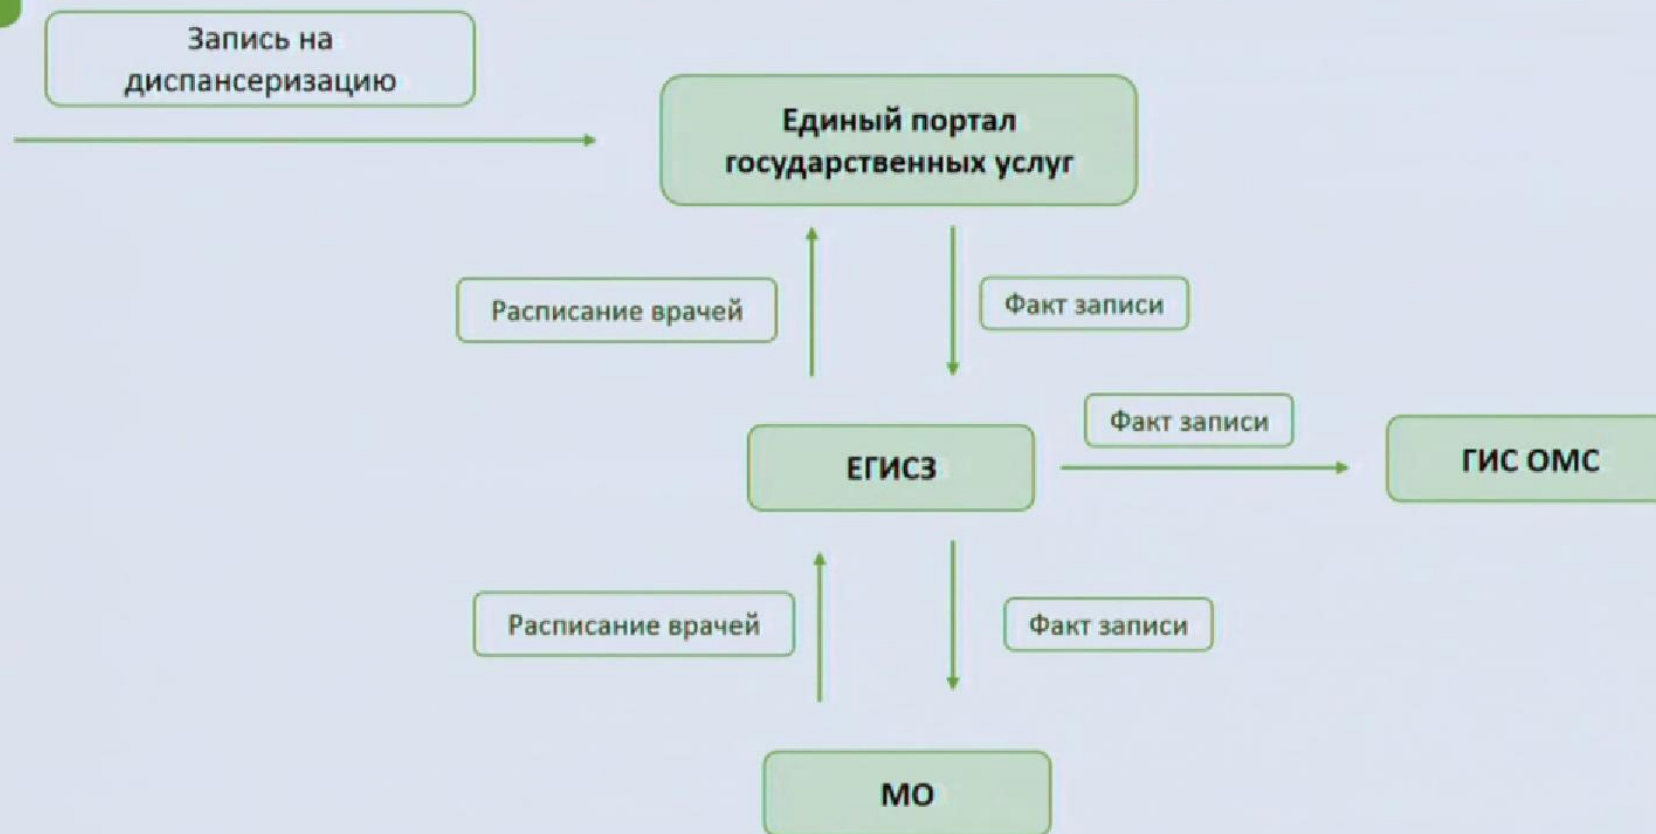 Запись на
диспансеризацию
Единый портал
государственных услуг
Расписание врачей
Факт записи
Факт записи
ЕГИСЗ
ГИС ОМС
Расписание врачей
Факт записи
МО